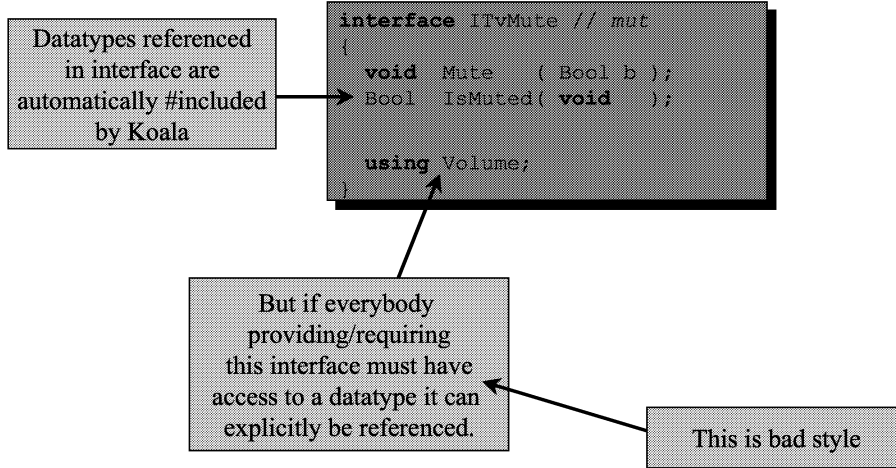 interface ITvMute // mut
{
void Mute ( Bool b );
Bool IsMuted( void );
using Volume;
}
Datatypes referenced
in interface are
automatically #included
by Koala
But if everybody
providing/requiring
this interface must have
access to a datatype it can
explicitly be referenced.
This is bad style